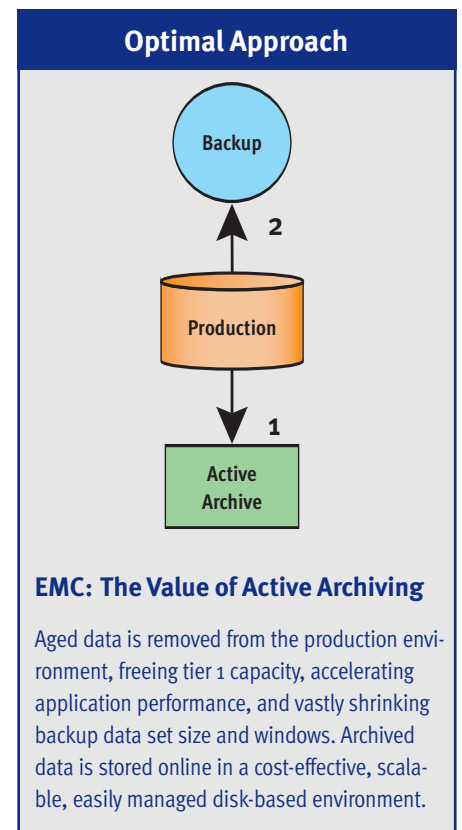 Optimal Approach
Backup
2
Production
1
Active
Archive
EMC: The Value of Active Archiving
Aged data is removed from the production envi-
ronment, freeing tier 1 capacity, accelerating
application performance, and vastly shrinking
backup data set size and windows. Archived
data is stored online in a cost-effective, scala-
ble, easily managed disk-based environment.